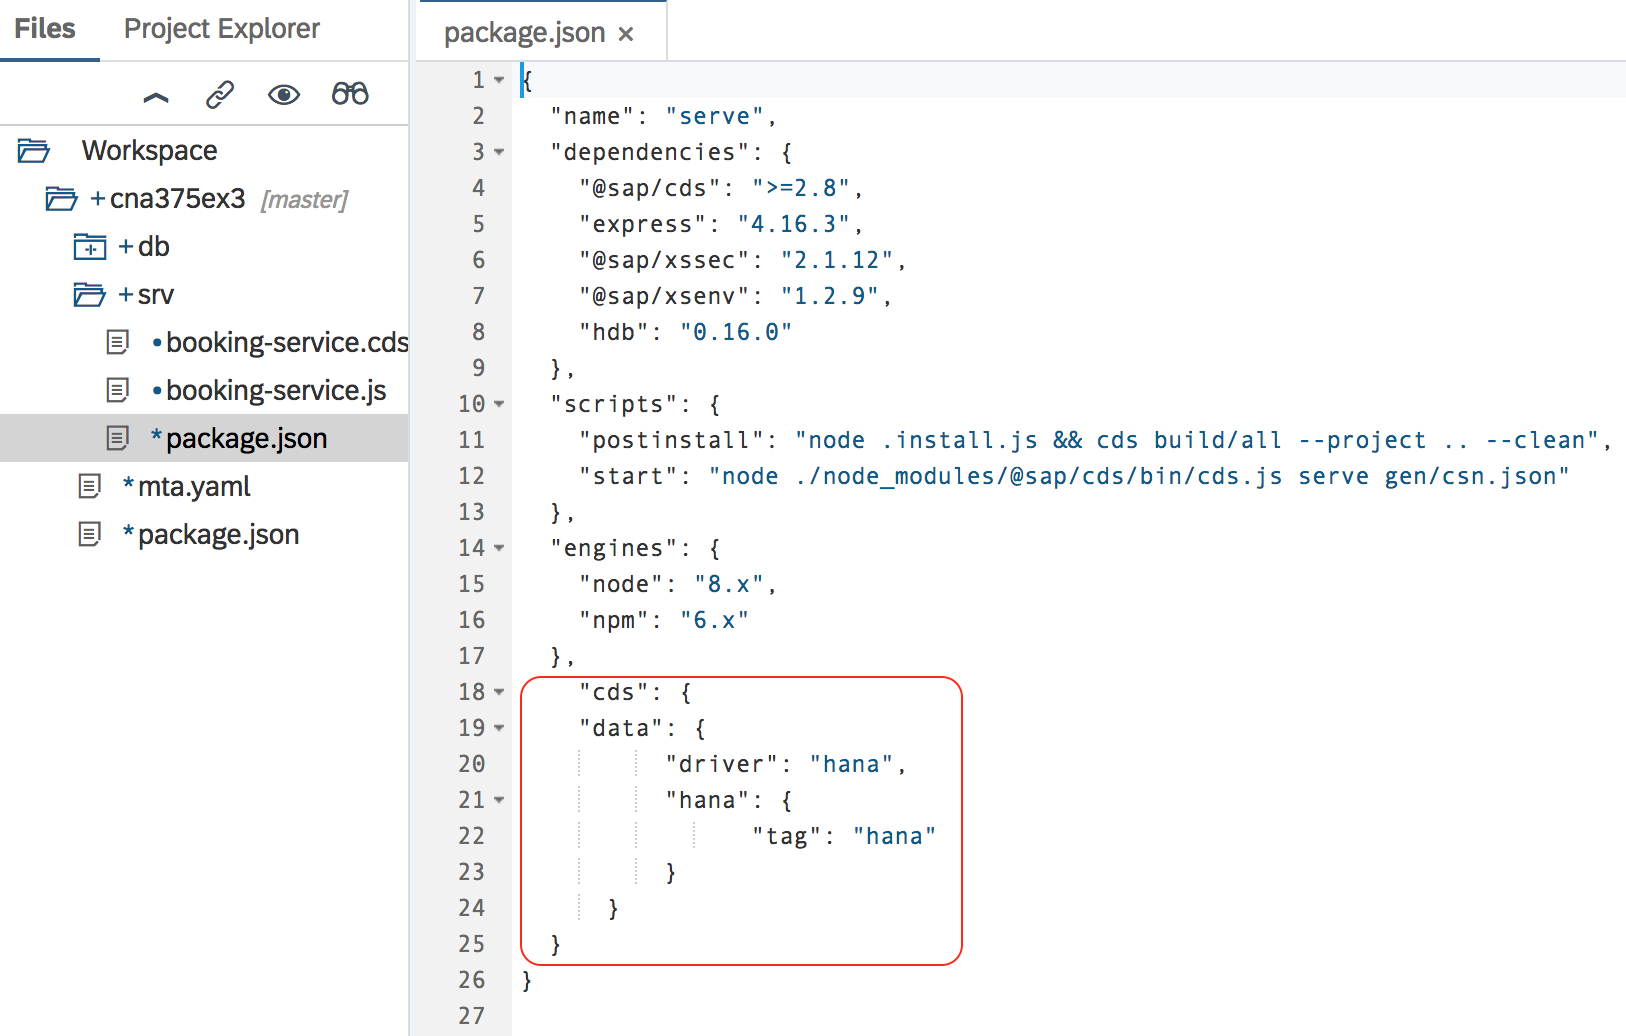 Files Project Explorer
Workspace
+cna375ex3 [master]
+db
+srv
•booking-service.cds
•booking-service.js
*package.json
*mta.yaml
*package.json
package.json ×
1 {
2 "name": "serve",
3 "dependencies": {
4 "@sap/cds": ">=2.8",
5 "express": "4.16.3",
6 "@sap/xssec": "2.1.12",
7 "@sap/xsenv": "1.2.9",
8 "hdb": "0.16.0"
9 },
10 "scripts": {
11 "postinstall": "node .install.js && cds build/all --project .. --clean",
12 "start": "node ./node_modules/@sap/cds/bin/cds.js serve gen/csn.json"
13 },
14 "engines": {
15 "node": "8.x",
16 "npm": "6.x"
17 },
18 "cds": {
19 "data": {
20 "driver": "hana",
21 "hana": {
22 "tag": "hana"
23 }
24 }
25 }
26 }
27